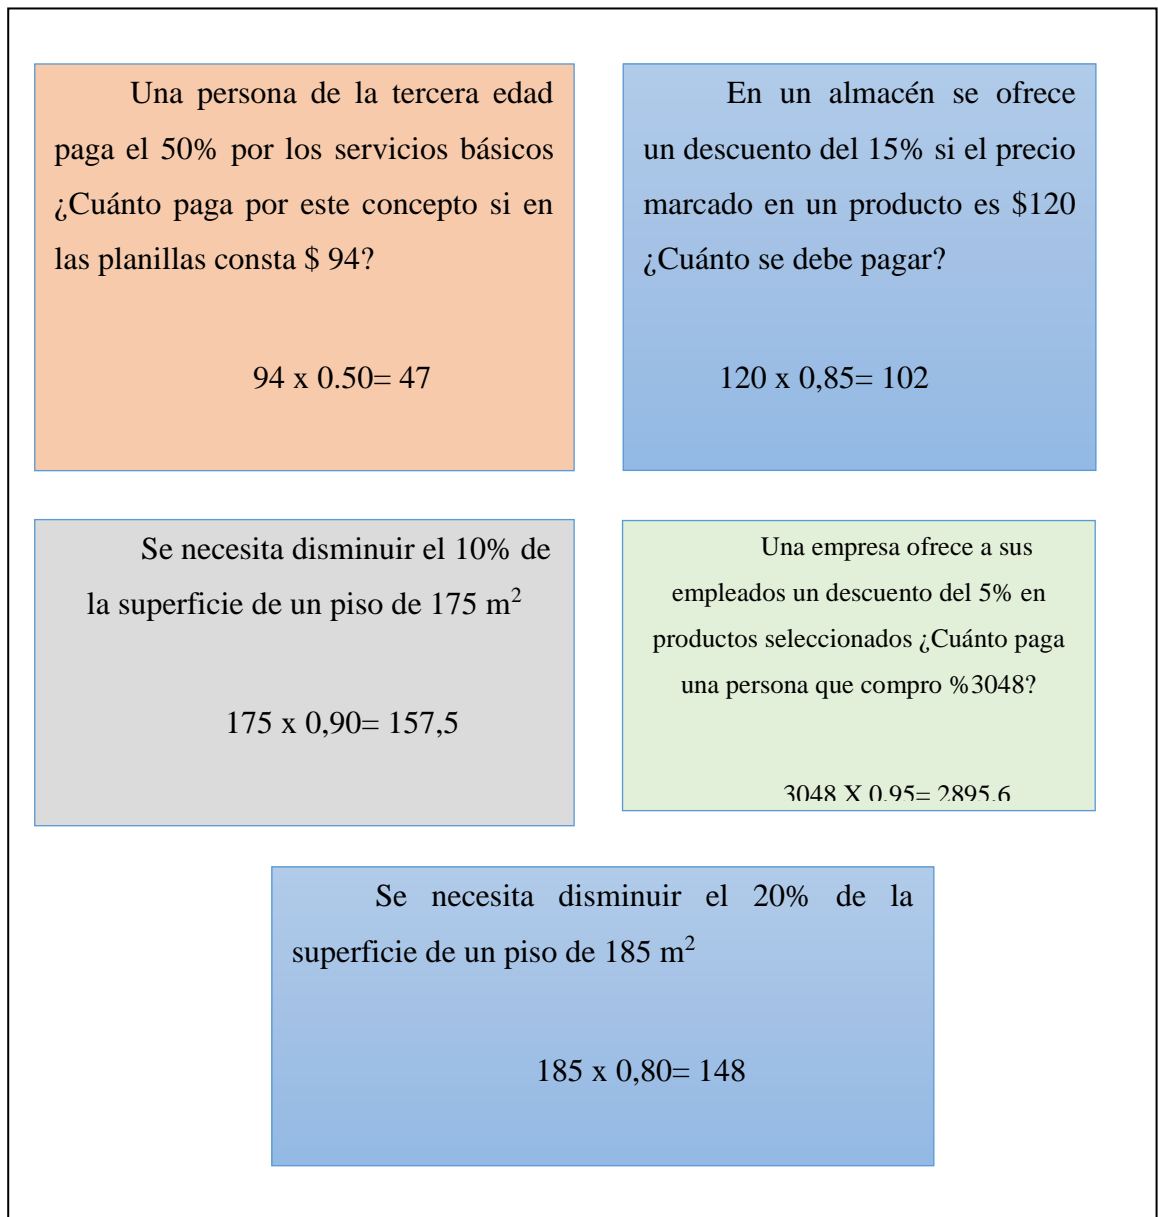 Una persona de la tercera edad
paga el 50% por los servicios básicos
¿Cuánto paga por este concepto si en
las planillas consta $ 94?
94 x 0.50= 47
En un almacén se ofrece
un descuento del 15% si el precio
marcado en un producto es $120
¿Cuánto se debe pagar?
120 x 0,85= 102
Se necesita disminuir el 10% de
la superficie de un piso de 175 m²
175 x 0,90= 157,5
Una empresa ofrece a sus
empleados un descuento del 5% en
productos seleccionados ¿Cuánto paga
una persona que compro %3048?
3048 X 0.95= 2895.6
Se necesita disminuir el 20% de la
superficie de un piso de 185 m²
185 x 0,80= 148